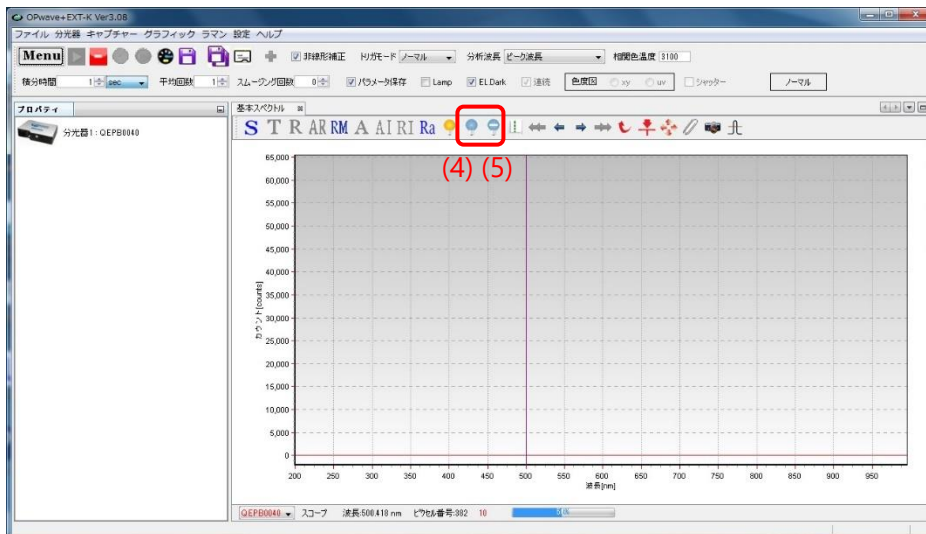 OPwave+EXT-K Ver3.08
ファイル 分光器 キャプチャー グラフィック ラマン 設定 ヘルプ
Menu 非線形補正 トリガモード ノーマル 分析波長 ピーク波長 相関色温度 3100
積分時間 1 sec 平均回数 1 スムージング回数 0 パラメータ保存 Lamp ELDark 連続 色度図 xy uv シャッター ノーマル
プロパティ 基本スペクトル
S T R AR RM A AI RI Ra
分光器1:QEPB0040
(4) (5)
65,000
60,000
55,000
50,000
45,000
40,000
35,000
30,000
25,000
20,000
15,000
10,000
5,000
0
カウント[counts]
200 250 300 350 400 450 500 550 600 650 700 750 800 850 900 950
波長[nm]
QEPB0040 スコープ 波長:500.418 nm ピクセル番号:382 10